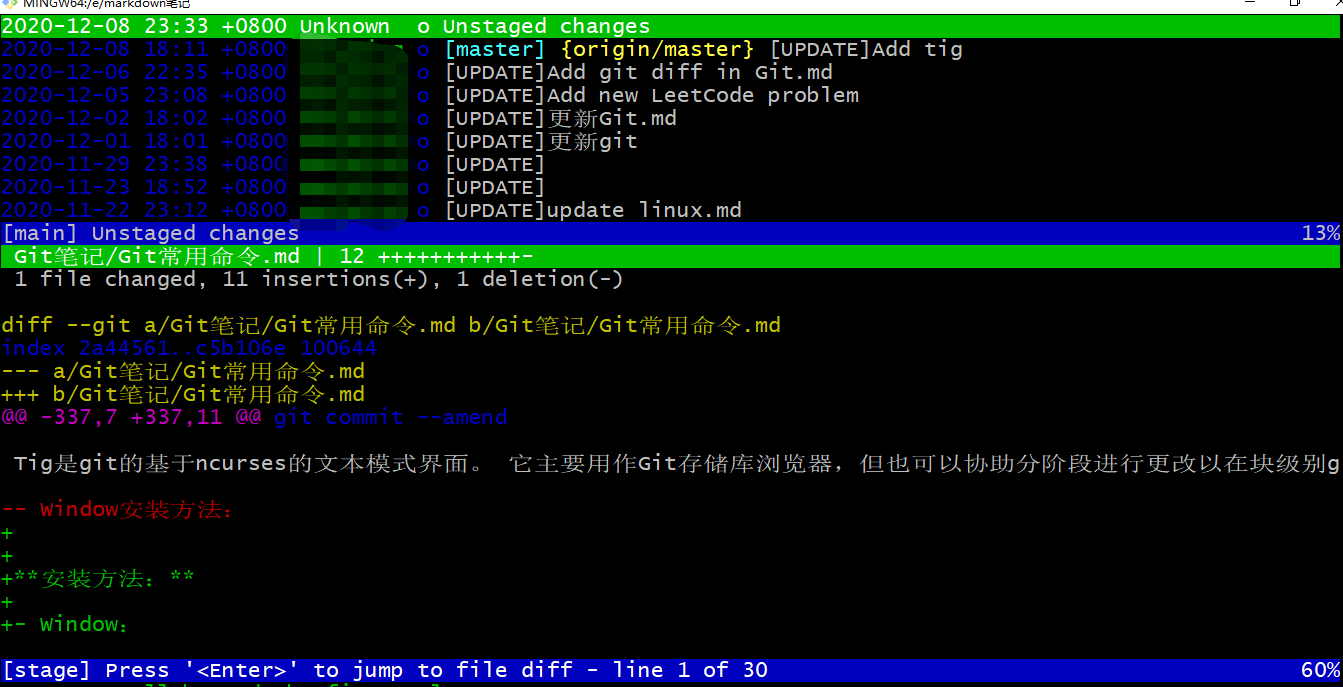 MINGW64:/e/markdown笔记
2020-12-08 23:33 +0800 Unknown o Unstaged changes
2020-12-08 18:11 +0800 o [master] {origin/master} [UPDATE]Add tig
2020-12-06 22:35 +0800 o [UPDATE]Add git diff in Git.md
2020-12-05 23:08 +0800 o [UPDATE]Add new LeetCode problem
2020-12-02 18:02 +0800 o [UPDATE]更新Git.md
2020-12-01 18:01 +0800 o [UPDATE]更新git
2020-11-29 23:38 +0800 o [UPDATE]
2020-11-23 18:52 +0800 o [UPDATE]
2020-11-22 23:12 +0800 o [UPDATE]update linux.md
[main] Unstaged changes 13%
Git笔记/Git常用命令.md | 12 +++++++++++-
1 file changed, 11 insertions(+), 1 deletion(-)
diff --git a/Git笔记/Git常用命令.md b/Git笔记/Git常用命令.md
index 2a44561..c5b106e 100644
--- a/Git笔记/Git常用命令.md
+++ b/Git笔记/Git常用命令.md
@@ -337,7 +337,11 @@ git commit --amend
Tig是git的基于ncurses的文本模式界面。 它主要用作Git存储库浏览器，但也可以协助分阶段进行更改以在块级别g
-- Window安装方法：
+
+
+**安装方法：**
+
+- Window：
[stage] Press '<Enter>' to jump to file diff - line 1 of 30 60%